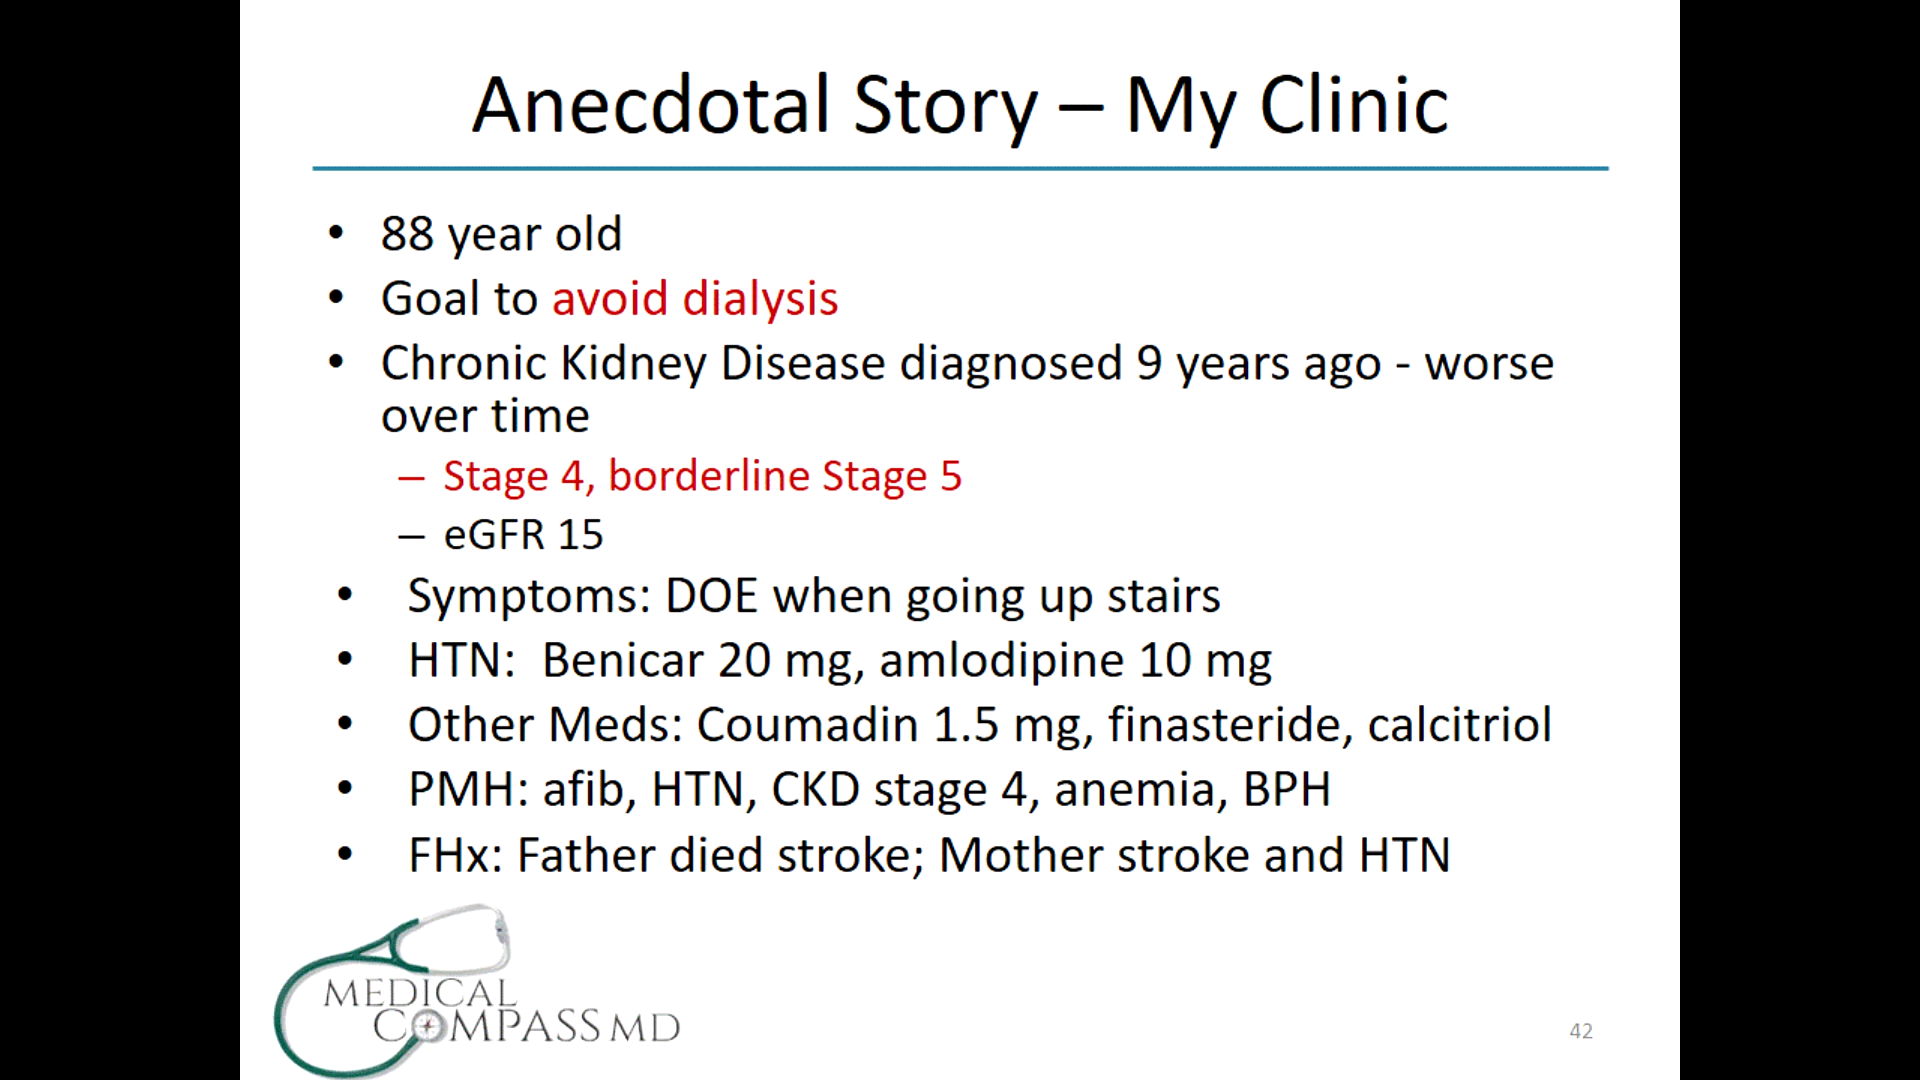 Anecdotal Story – My Clinic
• 88 year old
• Goal to avoid dialysis
• Chronic Kidney Disease diagnosed 9 years ago - worse
over time
– Stage 4, borderline Stage 5
– eGFR 15
• Symptoms: DOE when going up stairs
• HTN:  Benicar 20 mg, amlodipine 10 mg
• Other Meds: Coumadin 1.5 mg, finasteride, calcitriol
• PMH: afib, HTN, CKD stage 4, anemia, BPH
• FHx: Father died stroke; Mother stroke and HTN
MEDICAL
COMPASS MD
42